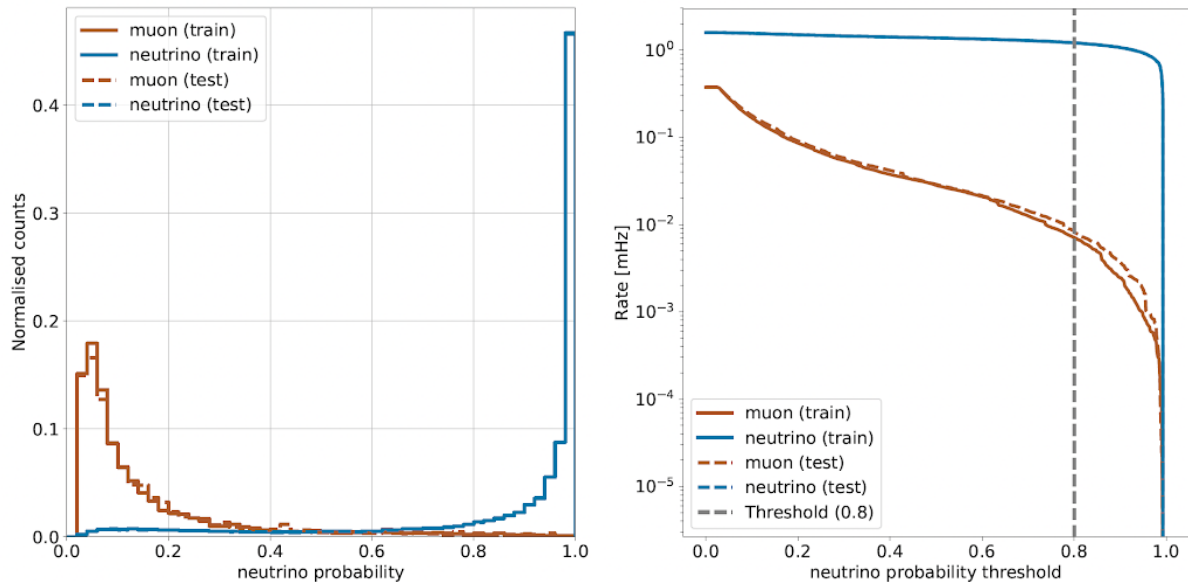 muon (train)
neutrino (train)
muon (test)
neutrino (test)
Normalised counts
0.4
0.3
0.2
0.1
0.0
0.0 0.2 0.4 0.6 0.8 1.0
neutrino probability
Rate [mHz]
10⁰
10⁻¹
10⁻²
10⁻³
10⁻⁴
10⁻⁵
muon (train)
neutrino (train)
muon (test)
neutrino (test)
Threshold (0.8)
0.0 0.2 0.4 0.6 0.8 1.0
neutrino probability threshold